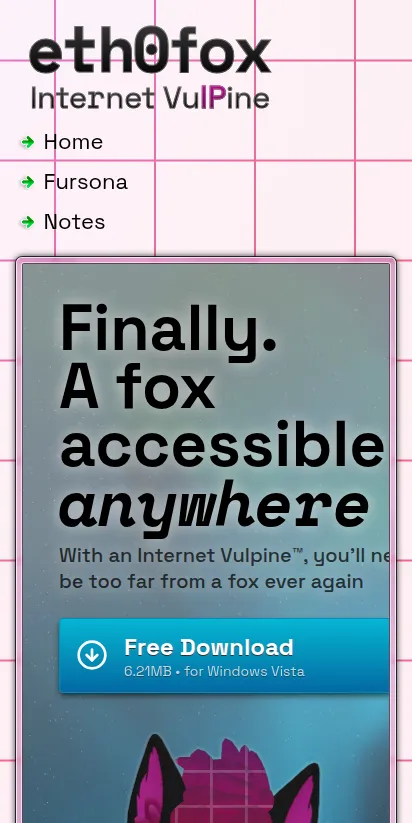 eth0fox
Internet VulPine
Home
Fursona
Notes
Finally.
A fox
accessible
anywhere
With an Internet Vulpine™, you'll ne
be too far from a fox ever again
Free Download
6.21MB • for Windows Vista